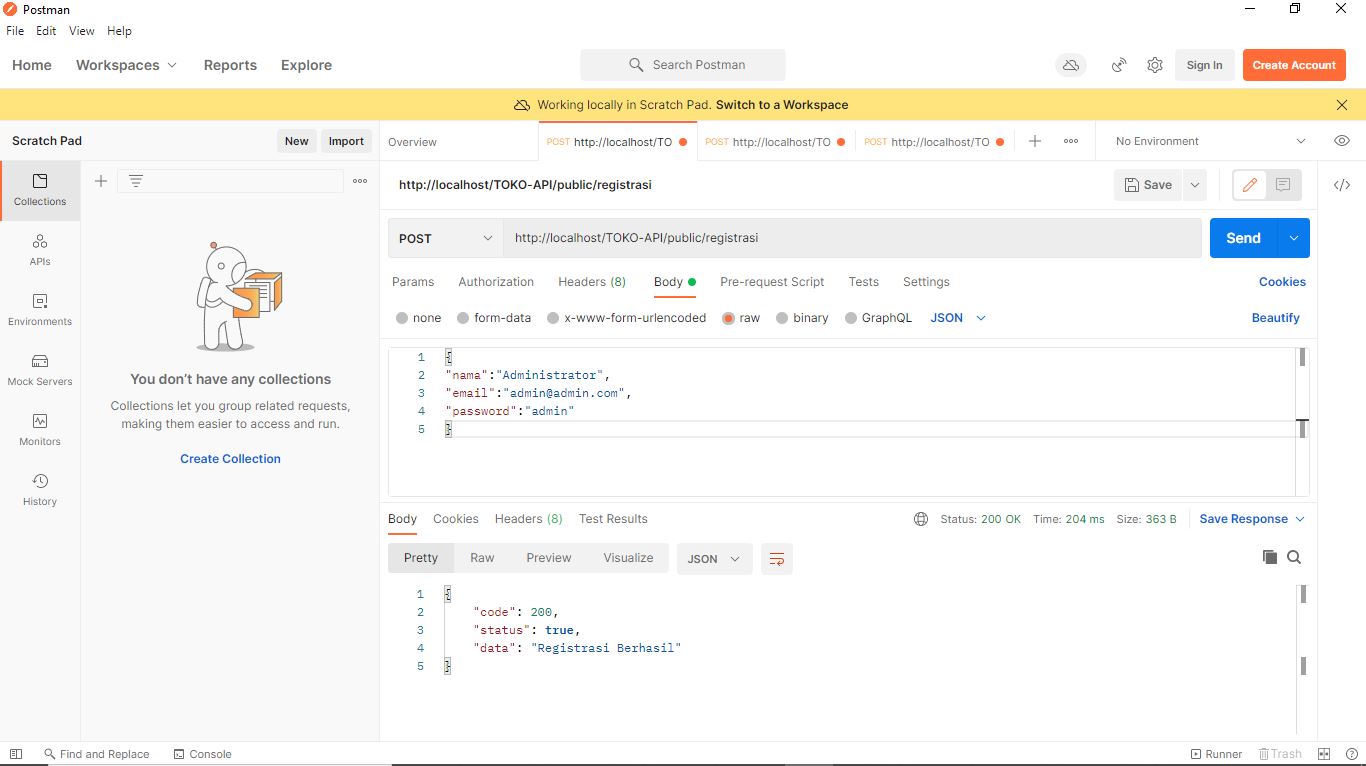 Postman
File Edit View Help
Home Workspaces Reports Explore Search Postman Sign In Create Account
Working locally in Scratch Pad. Switch to a Workspace
Scratch Pad New Import Overview POST http://localhost/TO POST http://localhost/TO POST http://localhost/TO No Environment
http://localhost/TOKO-API/public/registrasi Save
Collections
APIs
Environments
Mock Servers
Monitors
History
You don't have any collections
Collections let you group related requests,
making them easier to access and run.
Create Collection
POST http://localhost/TOKO-API/public/registrasi Send
Params Authorization Headers (8) Body Pre-request Script Tests Settings Cookies
none form-data x-www-form-urlencoded raw binary GraphQL JSON Beautify
1 {
2 "nama":"Administrator",
3 "email":"admin@admin.com",
4 "password":"admin"
5 }
Body Cookies Headers (8) Test Results Status: 200 OK Time: 204 ms Size: 363 B Save Response
Pretty Raw Preview Visualize JSON
1 {
2 "code": 200,
3 "status": true,
4 "data": "Registrasi Berhasil"
5 }
Find and Replace Console Runner Trash